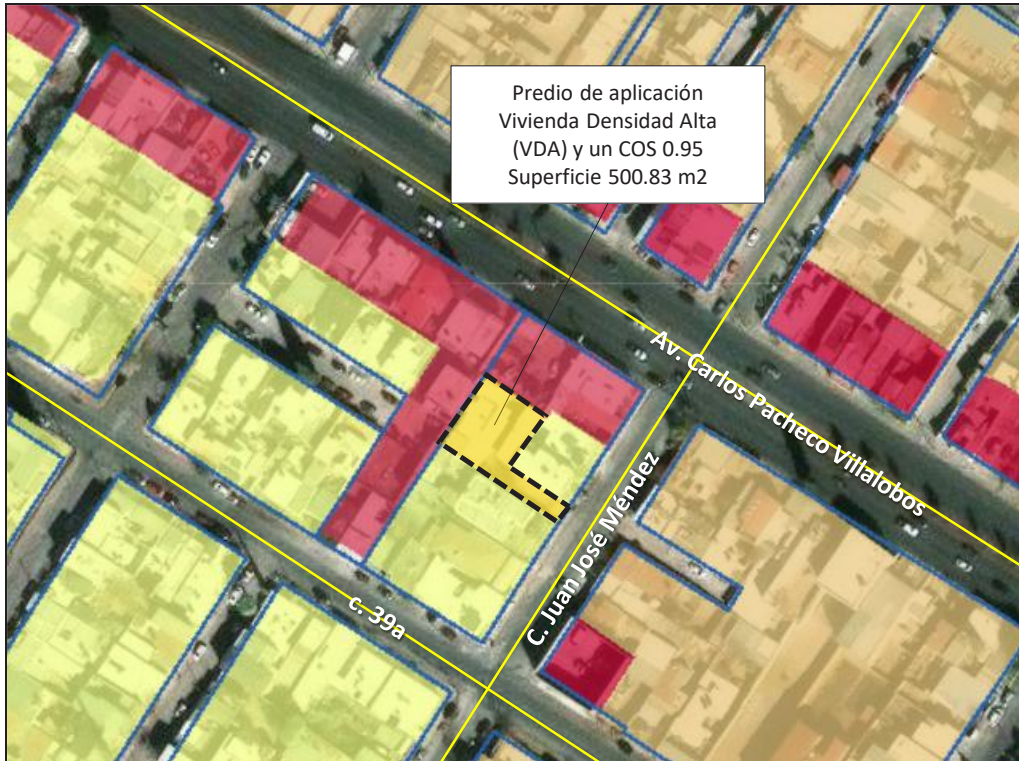 Predio de aplicación
Vivienda Densidad Alta
(VDA) y un COS 0.95
Superficie 500.83 m2
Av. Carlos Pacheco Villalobos
C. Juan José Méndez
c. 39a